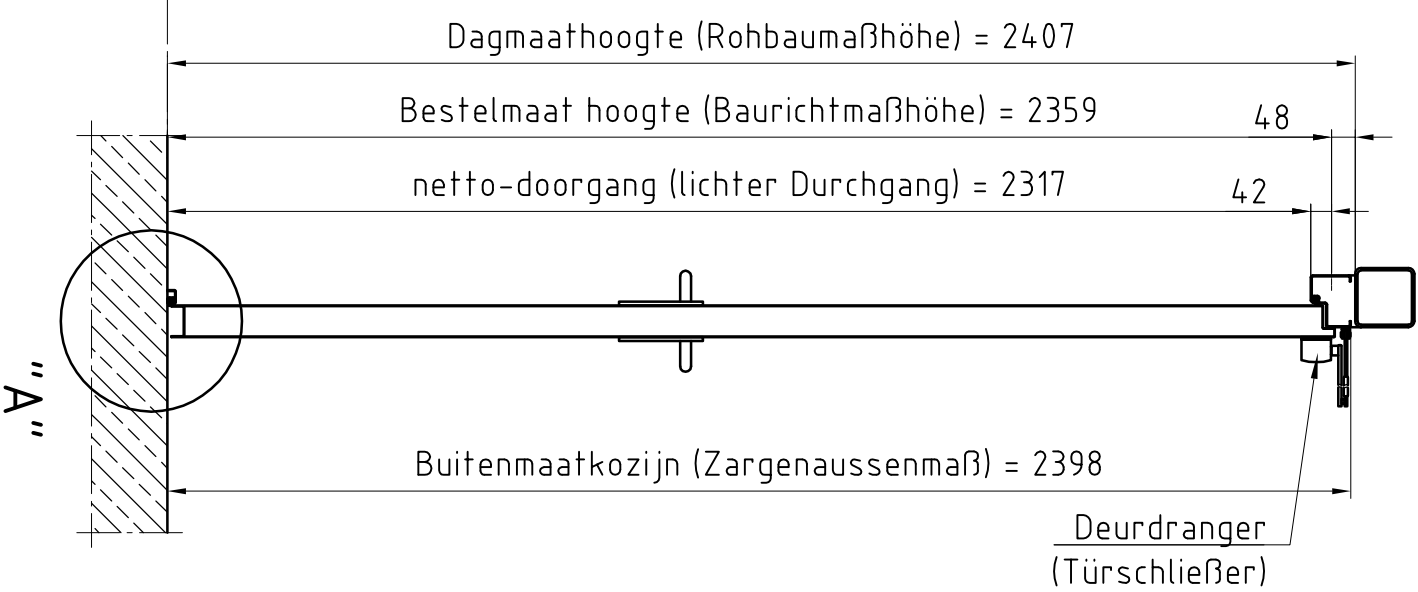 Dagmaathoogte (Rohbaumaßhöhe) = 2407
Bestelmaat hoogte (Baurichtmaßhöhe) = 2359
48
netto-doorgang (lichter Durchgang) = 2317
42
"A"
Buitenmaatkozijn (Zargenaussenmaß) = 2398
Deurdranger
(Türschließer)